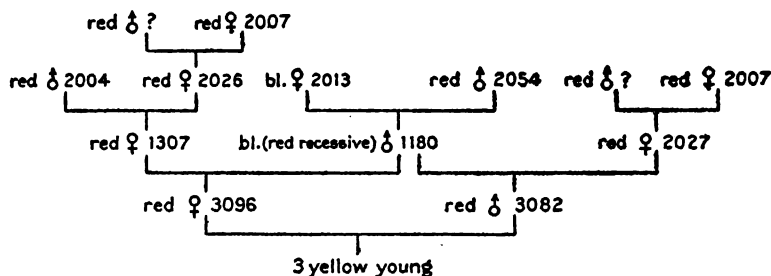 red ♂ ? red ♀ 2007
red ♂ 2004 red ♀ 2026 bl. ♀ 2013 red ♂ 2054 red ♂ ? red ♀ 2007
red ♀ 1307 bl. (red recessive) ♂ 1180 red ♀ 2027
red ♀ 3096 red ♂ 3082
3 yellow young